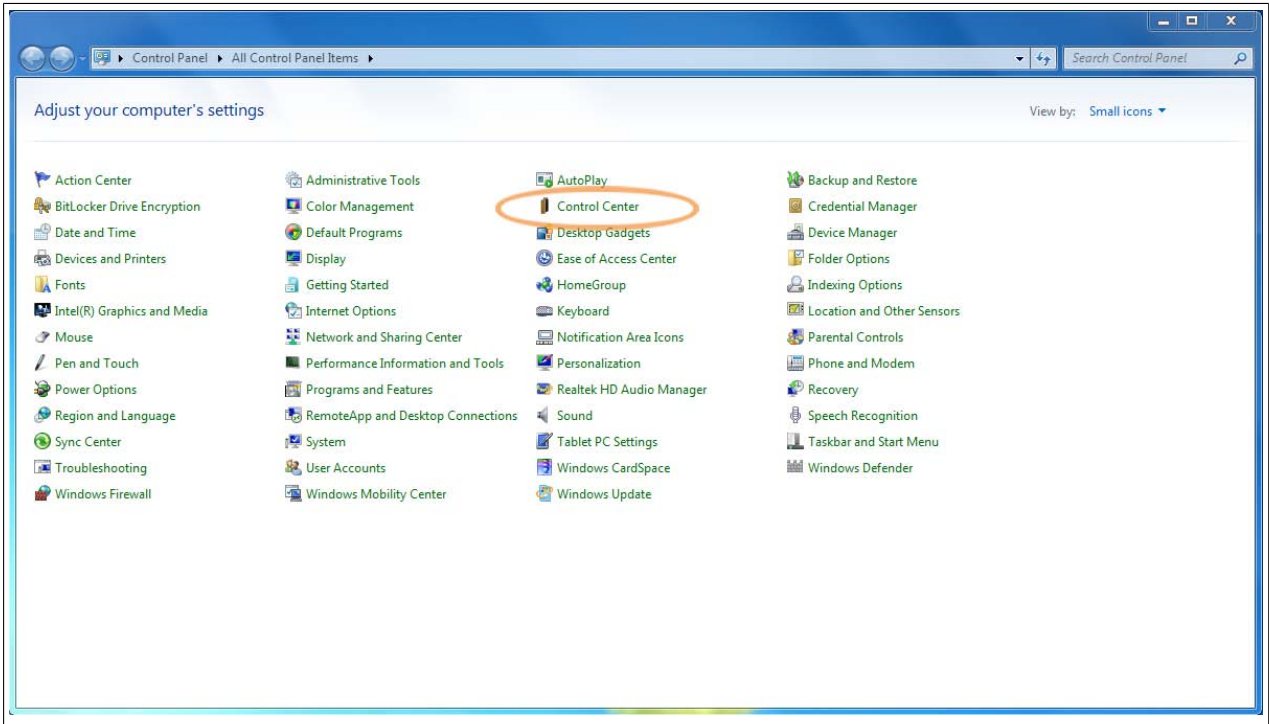 Control Panel All Control Panel Items Search Control Panel
Adjust your computer's settings View by: Small icons
Action Center Administrative Tools AutoPlay Backup and Restore
BitLocker Drive Encryption Color Management Control Center Credential Manager
Date and Time Default Programs Desktop Gadgets Device Manager
Devices and Printers Display Ease of Access Center Folder Options
Fonts Getting Started HomeGroup Indexing Options
Intel(R) Graphics and Media Internet Options Keyboard Location and Other Sensors
Mouse Network and Sharing Center Notification Area Icons Parental Controls
Pen and Touch Performance Information and Tools Personalization Phone and Modem
Power Options Programs and Features Realtek HD Audio Manager Recovery
Region and Language RemoteApp and Desktop Connections Sound Speech Recognition
Sync Center System Tablet PC Settings Taskbar and Start Menu
Troubleshooting User Accounts Windows CardSpace Windows Defender
Windows Firewall Windows Mobility Center Windows Update